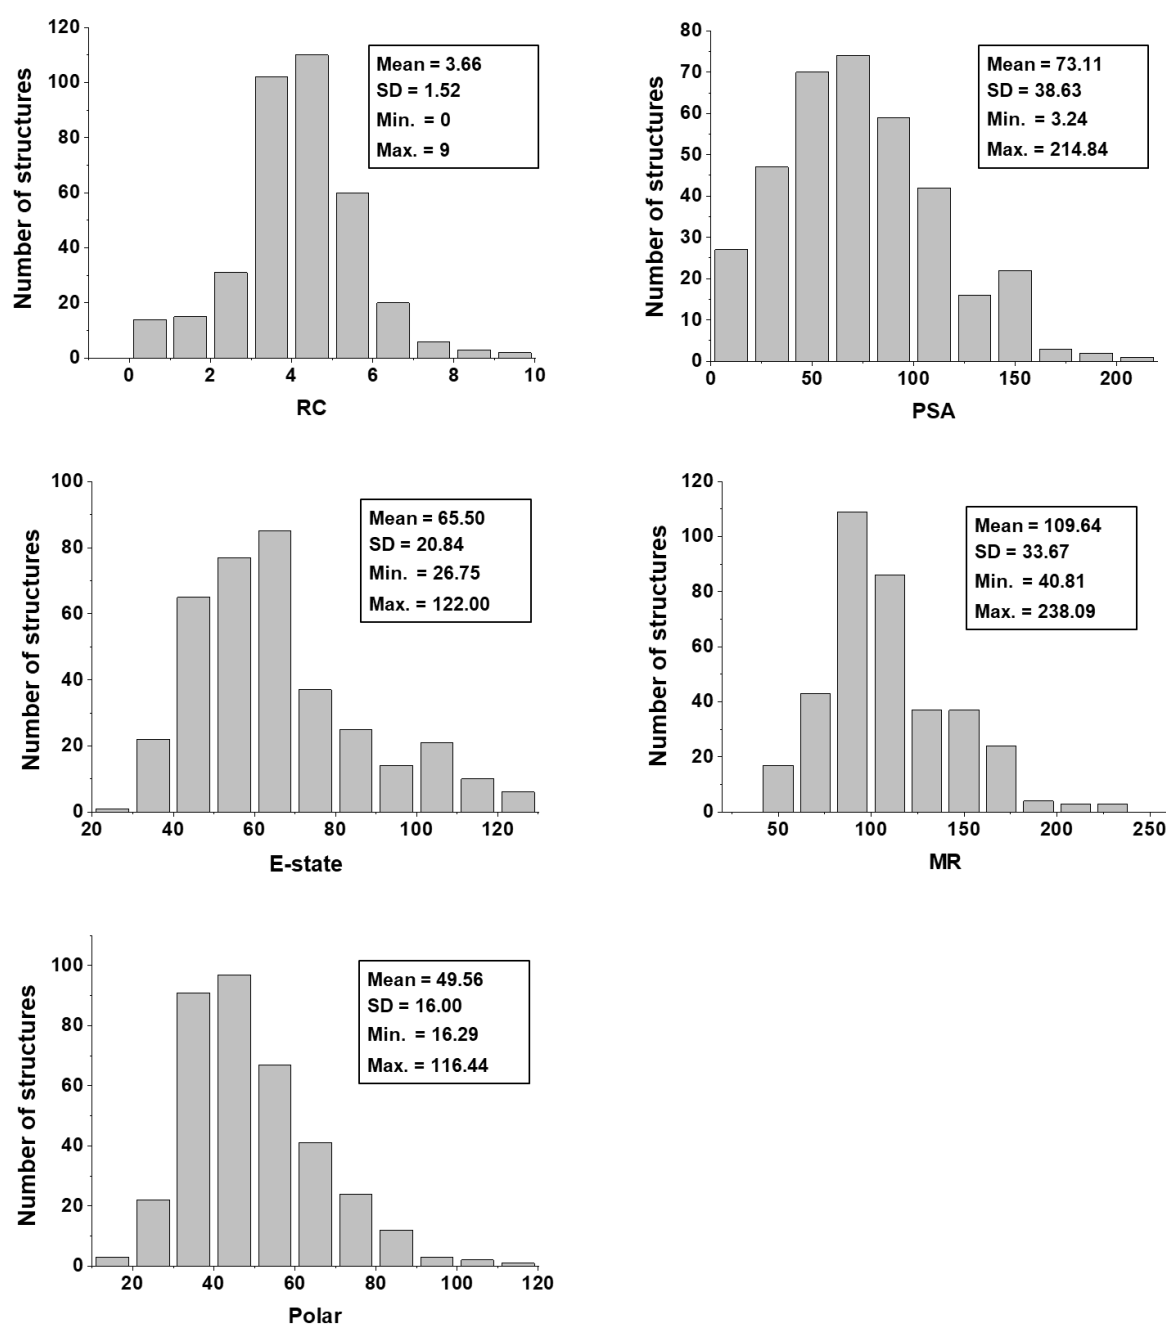 120
100
80
60
40
20
0
Number of structures
Mean = 3.66
SD = 1.52
Min. = 0
Max. = 9
0 2 4 6 8 10
RC
80
70
60
50
40
30
20
10
0
Number of structures
Mean = 73.11
SD = 38.63
Min. = 3.24
Max. = 214.84
0 50 100 150 200
PSA
100
80
60
40
20
0
Number of structures
Mean = 65.50
SD = 20.84
Min. = 26.75
Max. = 122.00
20 40 60 80 100 120
E-state
120
100
80
60
40
20
0
Number of structures
Mean = 109.64
SD = 33.67
Min. = 40.81
Max. = 238.09
50 100 150 200 250
MR
100
80
60
40
20
0
Number of structures
Mean = 49.56
SD = 16.00
Min. = 16.29
Max. = 116.44
20 40 60 80 100 120
Polar